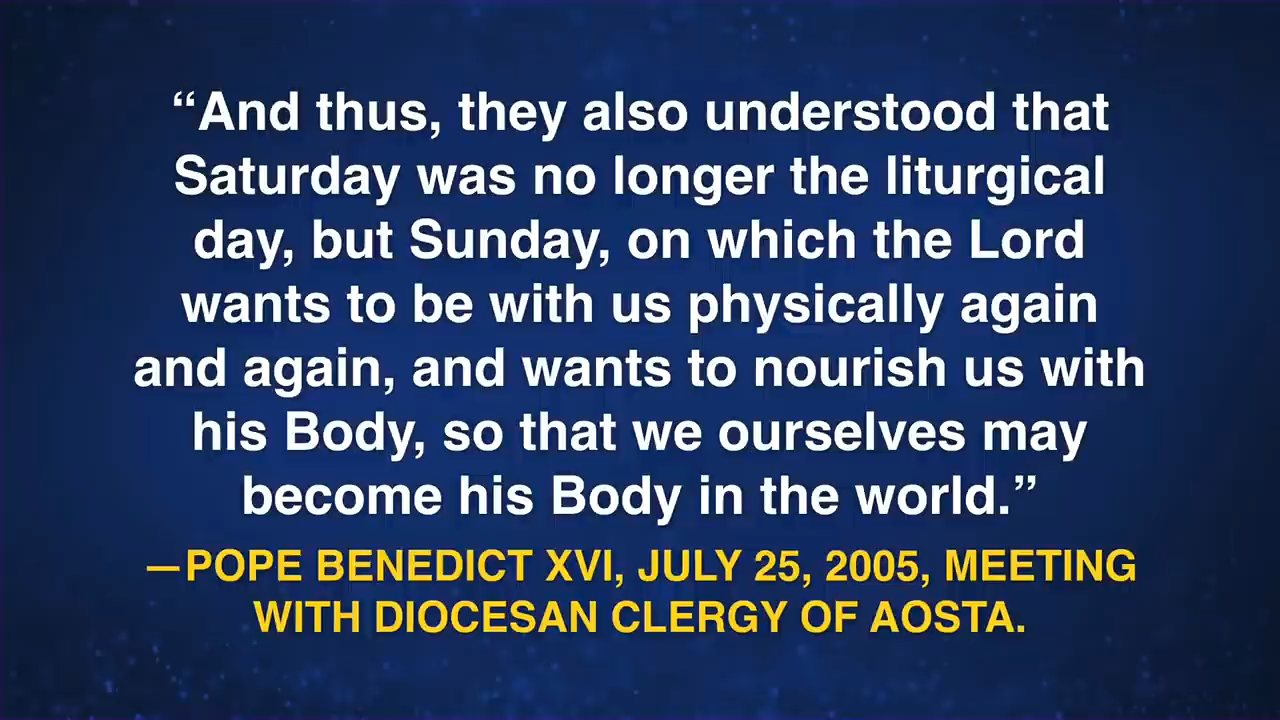 “And thus, they also understood that
Saturday was no longer the liturgical
day, but Sunday, on which the Lord
wants to be with us physically again
and again, and wants to nourish us with
his Body, so that we ourselves may
become his Body in the world.”
—POPE BENEDICT XVI, JULY 25, 2005, MEETING
WITH DIOCESAN CLERGY OF AOSTA.